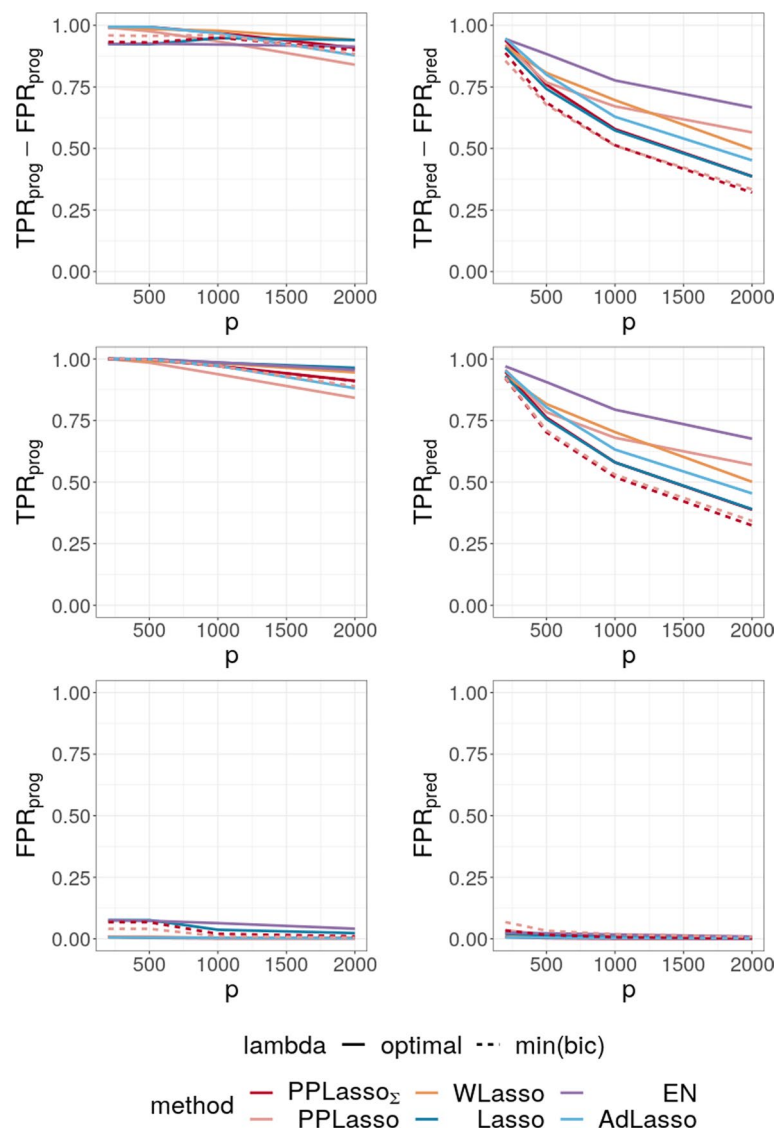 TPRprog − FPRprog
1.00
0.75
0.50
0.25
0.00
500 1000 1500 2000
p
TPRpred − FPRpred
1.00
0.75
0.50
0.25
0.00
500 1000 1500 2000
p
TPRprog
1.00
0.75
0.50
0.25
0.00
500 1000 1500 2000
p
TPRpred
1.00
0.75
0.50
0.25
0.00
500 1000 1500 2000
p
FPRprog
1.00
0.75
0.50
0.25
0.00
500 1000 1500 2000
p
FPRpred
1.00
0.75
0.50
0.25
0.00
500 1000 1500 2000
p
lambda optimal min(bic)
method
PPLassoΣ WLasso EN
PPLasso Lasso AdLasso